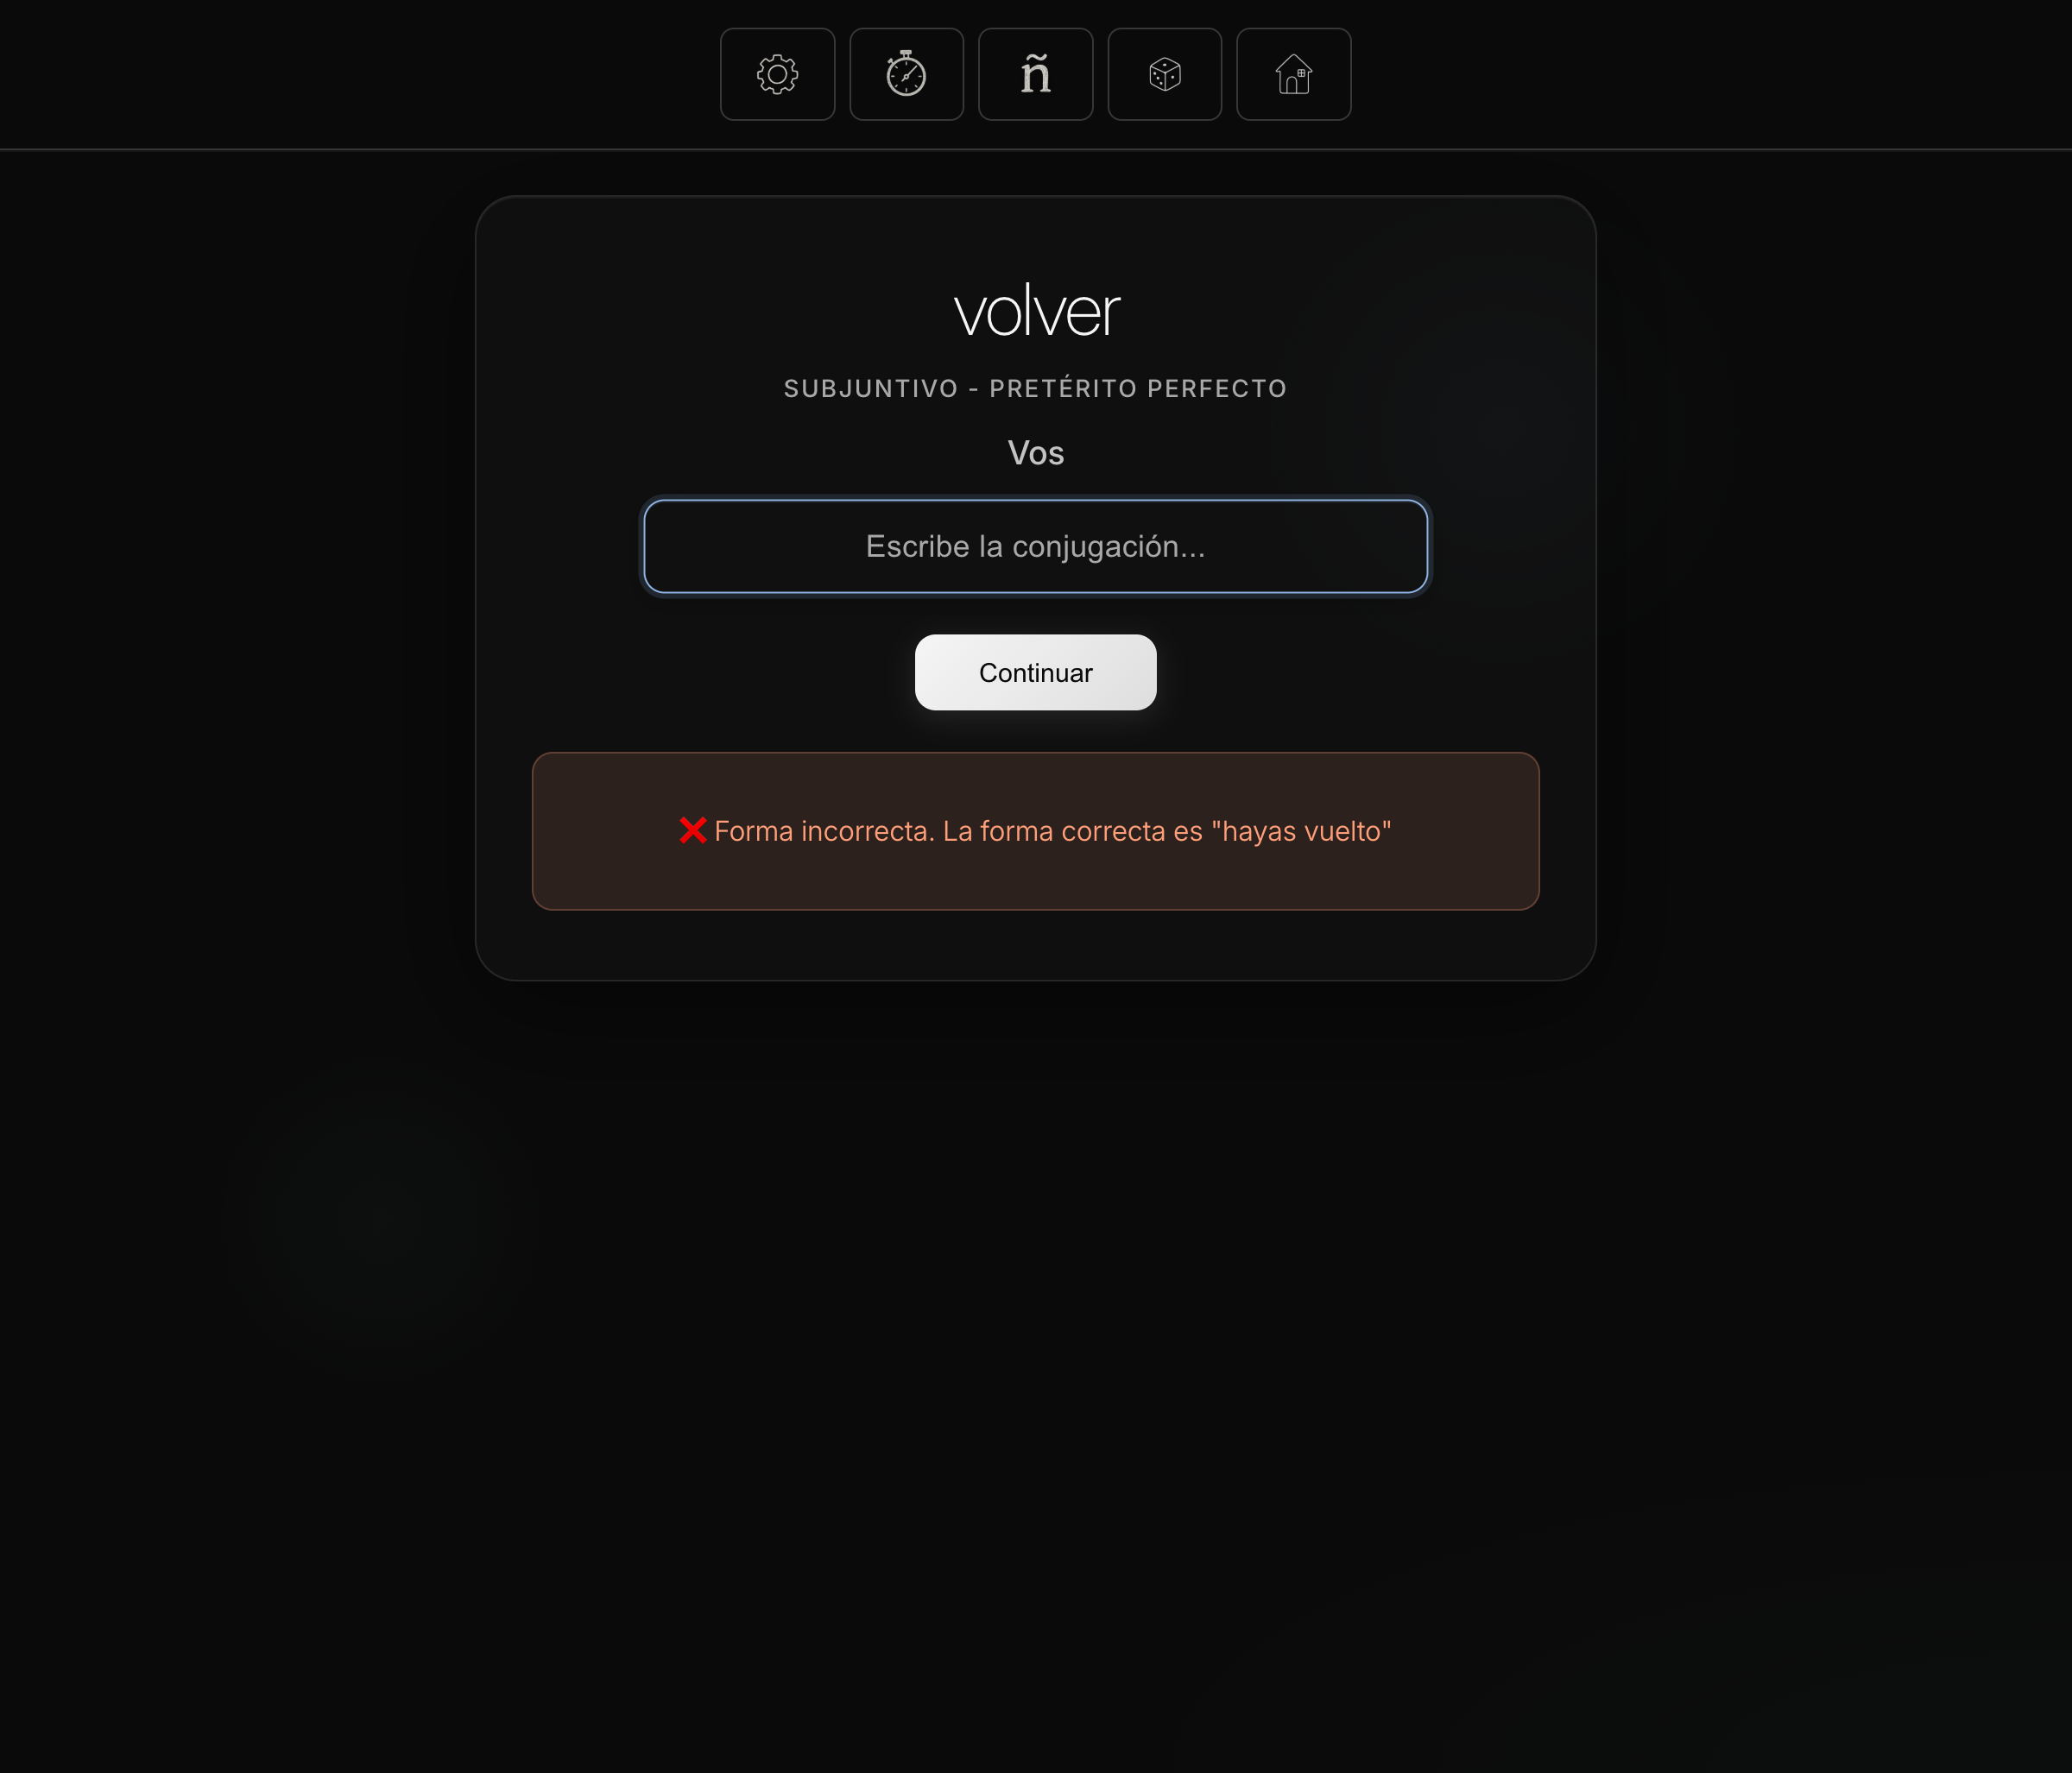 ñ
volver
SUBJUNTIVO - PRETÉRITO PERFECTO
Vos
Escribe la conjugación...
Continuar
❌ Forma incorrecta. La forma correcta es "hayas vuelto"